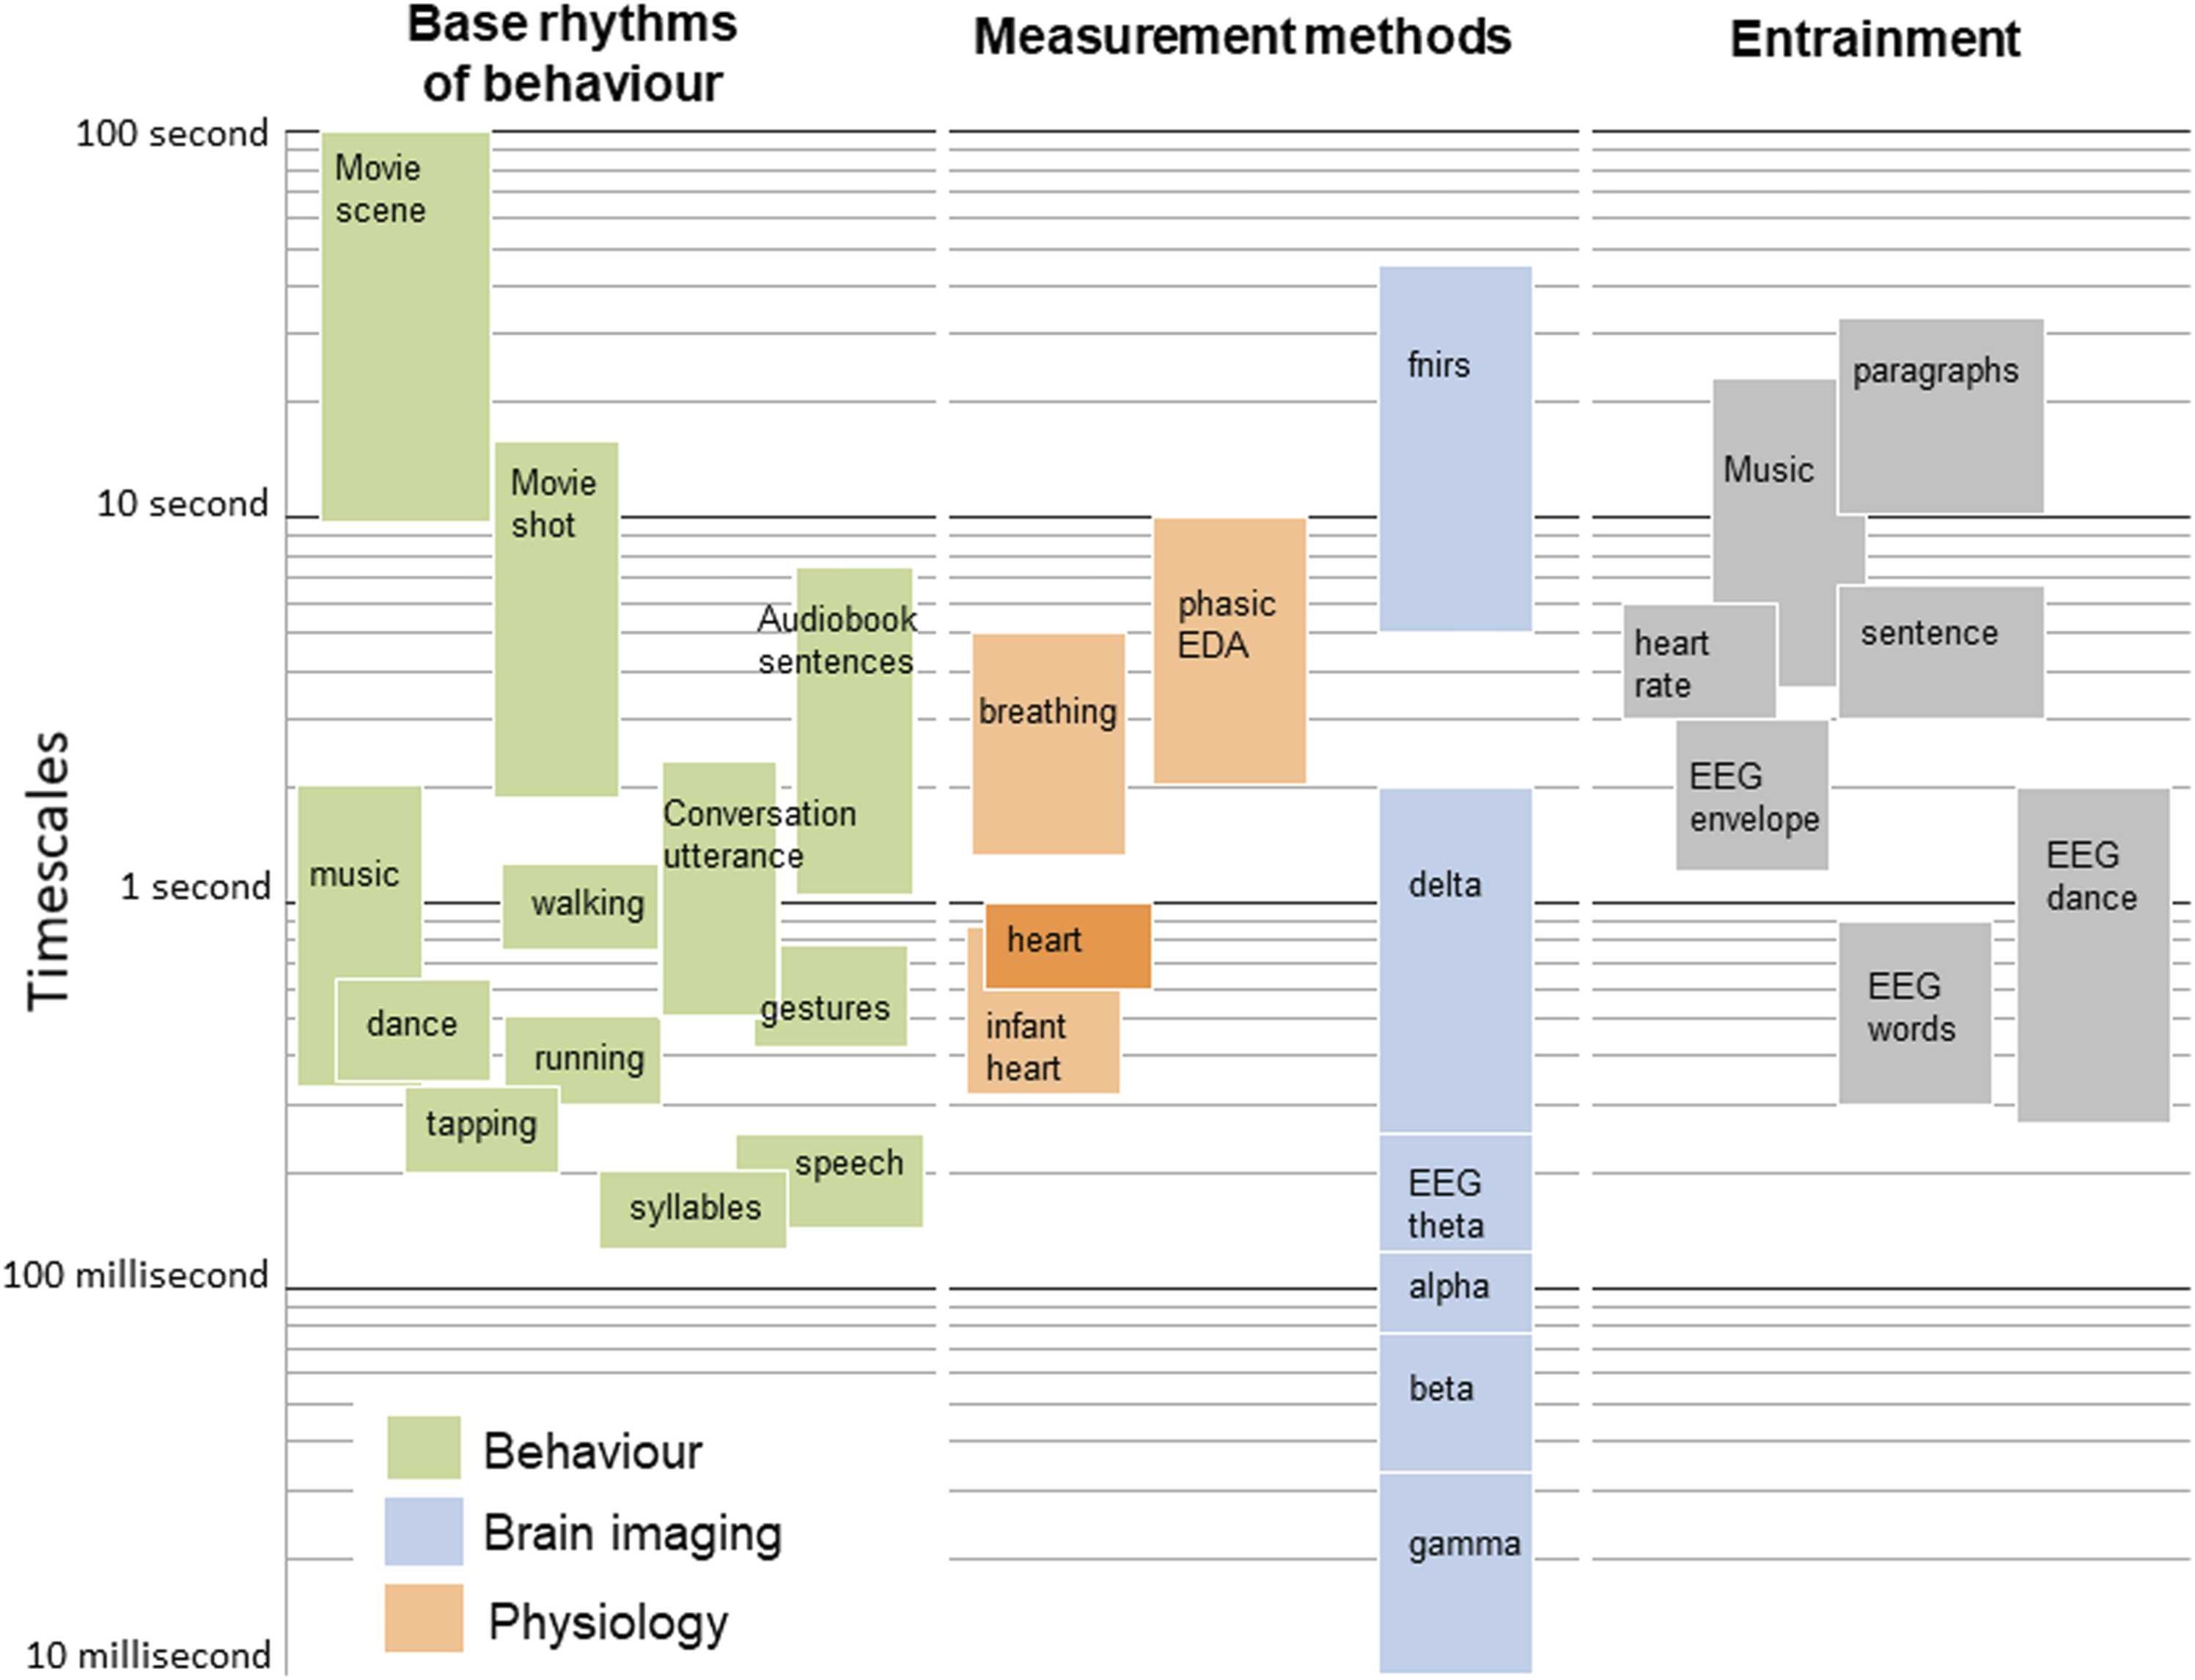 Base rhythms
of behaviour
Measurement methods
Entrainment
Timescales
100 second
10 second
1 second
100 millisecond
10 millisecond
Movie
scene
Movie
shot
Audiobook
sentences
music
Conversation
utterance
walking
dance
gestures
running
tapping
speech
syllables
Behaviour
Brain imaging
Physiology
fnirs
phasic
EDA
breathing
delta
heart
infant
heart
EEG
theta
alpha
beta
gamma
paragraphs
Music
sentence
heart
rate
EEG
envelope
EEG
dance
EEG
words